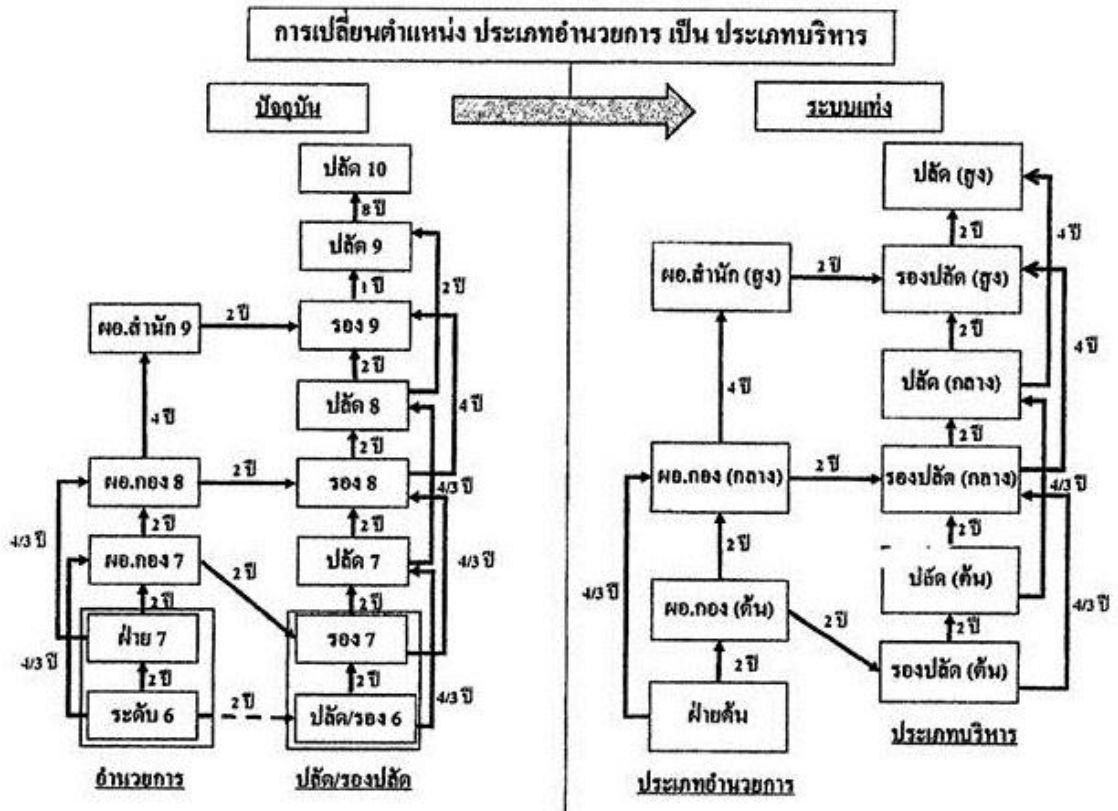 การเปลี่ยนตำแหน่ง ประเภทอำนวยการ เป็น ประเภทบริหาร
ปัจจุบัน
ปลัด 10
8 ปี
ปลัด 9
1 ปี
2 ปี
ผอ.สำนัก 9
2 ปี
รอง 9
2 ปี
4 ปี
ปลัด 8
4 ปี
2 ปี
ผอ.กอง 8
2 ปี
รอง 8
4/3 ปี
2 ปี
2 ปี
4/3 ปี
ผอ.กอง 7
2 ปี
ปลัด 7
4/3 ปี
2 ปี
2 ปี
ฝ่าย 7
รอง 7
4/3 ปี
2 ปี
2 ปี
4/3 ปี
ระดับ 6
2 ปี
ปลัด/รอง 6
อำนวยการ
ปลัด/รองปลัด
ระบบแท่ง
ปลัด (สูง)
2 ปี
4 ปี
ผอ.สำนัก (สูง)
2 ปี
รองปลัด (สูง)
2 ปี
4 ปี
ปลัด (กลาง)
4 ปี
2 ปี
ผอ.กอง (กลาง)
2 ปี
รองปลัด (กลาง)
4/3 ปี
2 ปี
2 ปี
ปลัด (ต้น)
4/3 ปี
ผอ.กอง (ต้น)
2 ปี
2 ปี
4/3 ปี
2 ปี
รองปลัด (ต้น)
ฝ่ายต้น
ประเภทบริหาร
ประเภทอำนวยการ